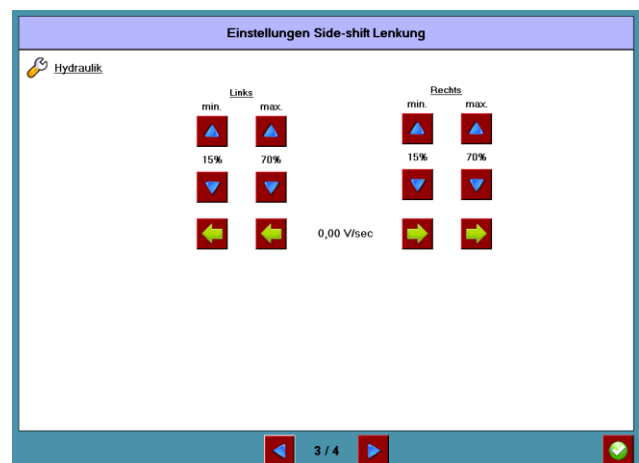 Einstellungen Side-shift Lenkung
Hydraulik
Links Rechts
min. max. min. max.
15% 70% 15% 70%
0,00 V/sec
3 / 4